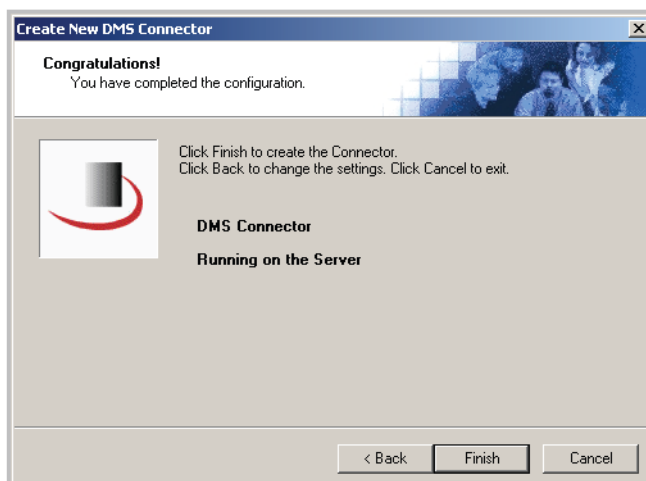 Create New DMS Connector
Congratulations!
You have completed the configuration.
Click Finish to create the Connector.
Click Back to change the settings. Click Cancel to exit.
DMS Connector
Running on the Server
< Back
Finish
Cancel